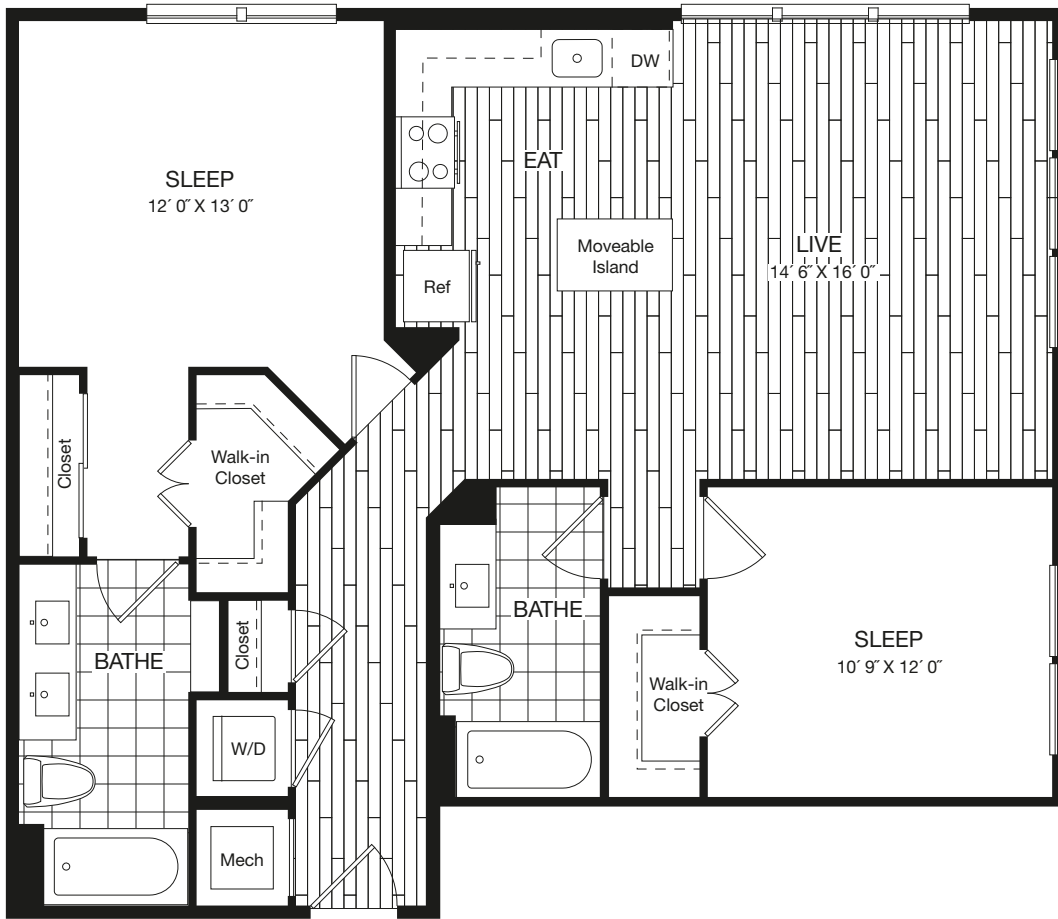 DW
SLEEP
12´ 0˝ X 13´ 0˝
EAT
Moveable
Island
LIVE
14´ 6˝ X 16´ 0˝
Ref
Closet
Walk-in
Closet
BATHE
Closet
BATHE
SLEEP
10´ 9˝ X 12´ 0˝
Walk-in
Closet
W/D
Mech